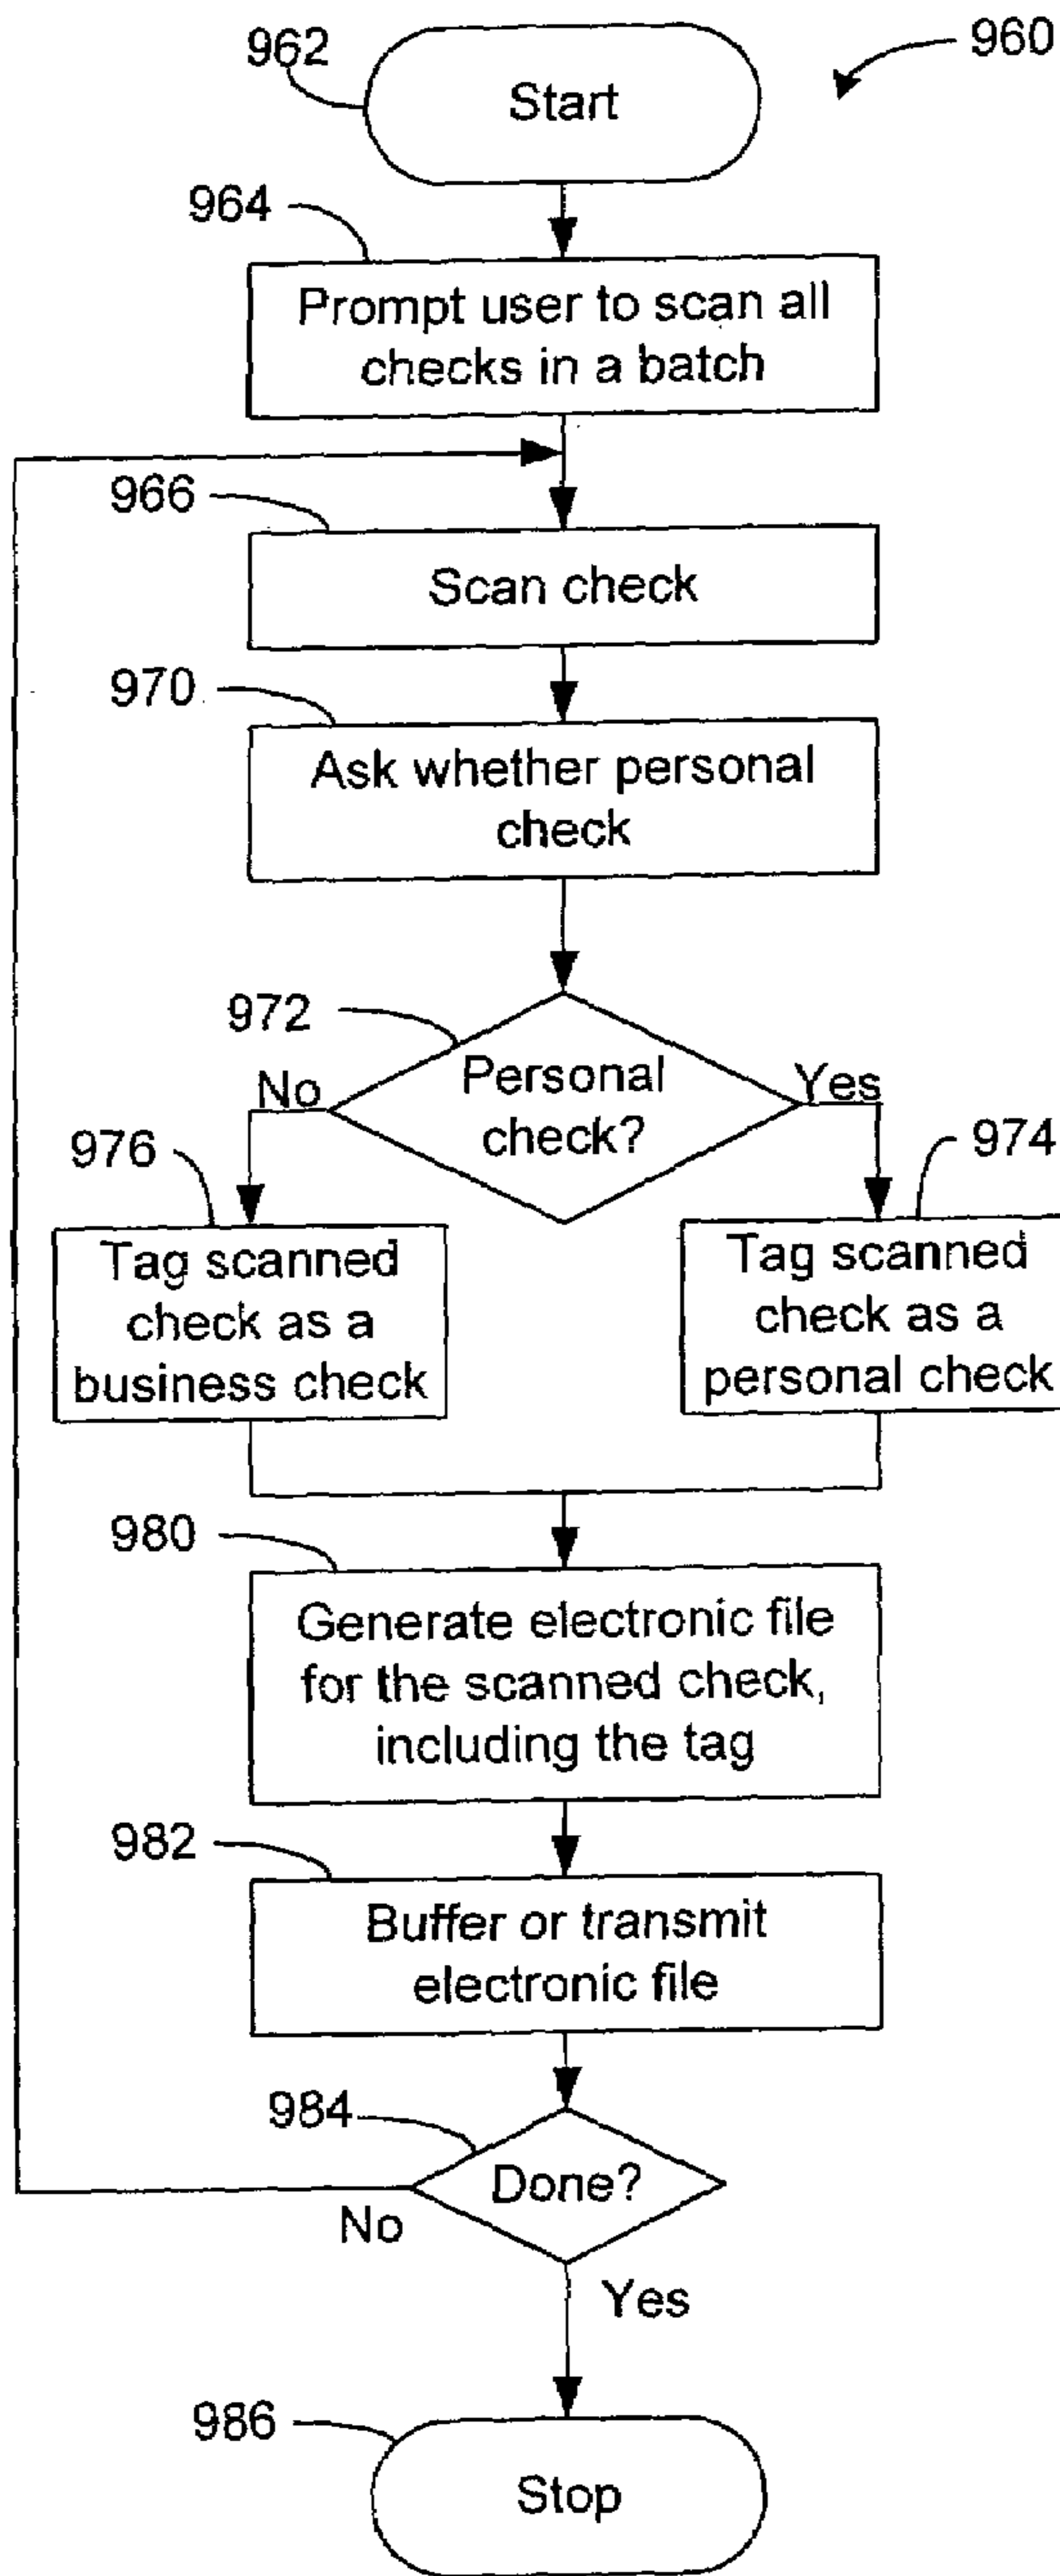 962
960
Start
964
Prompt user to scan all
checks in a batch
966
Scan check
970
Ask whether personal
check
972
Personal
check?
No
Yes
976
974
Tag scanned
check as a
business check
Tag scanned
check as a
personal check
980
Generate electronic file
for the scanned check,
including the tag
982
Buffer or transmit
electronic file
984
Done?
No
Yes
986
Stop